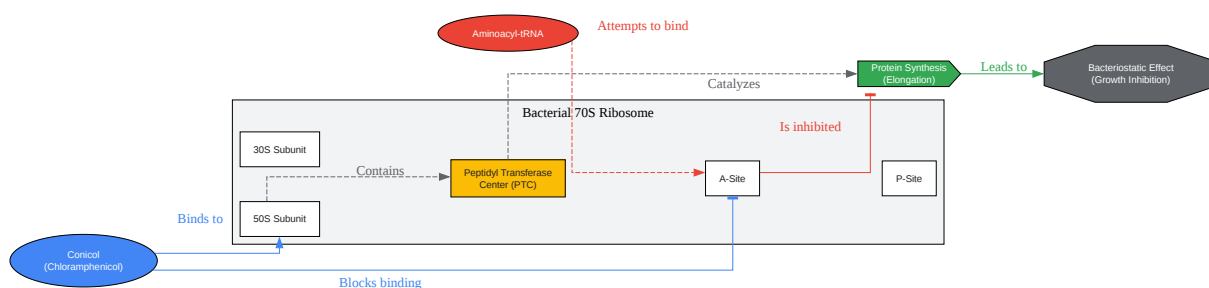 Aminoacyl-tRNA
Attempts to bind
Protein Synthesis
(Elongation)
Leads to
Bacteriostatic Effect
(Growth Inhibition)
Catalyzes
Bacterial 70S Ribosome
Is inhibited
30S Subunit
Contains
Peptidyl Transferase
Center (PTC)
A-Site
P-Site
50S Subunit
Binds to
Conicol
(Chloramphenicol)
Blocks binding